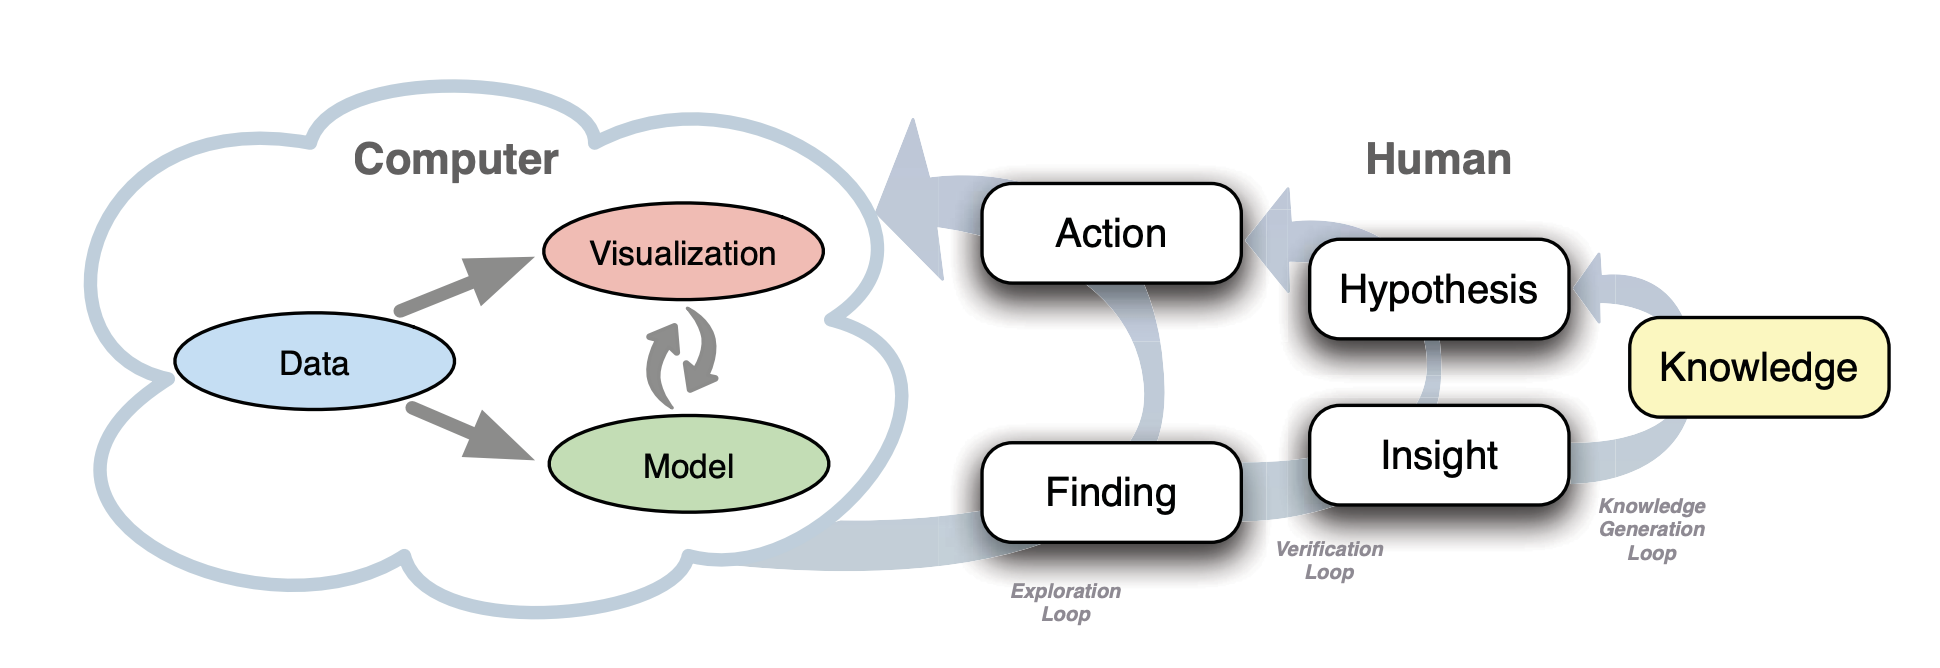 Computer
Human
Visualization
Data
Model
Action
Hypothesis
Knowledge
Finding
Insight
Exploration
Loop
Verification
Loop
Knowledge
Generation
Loop